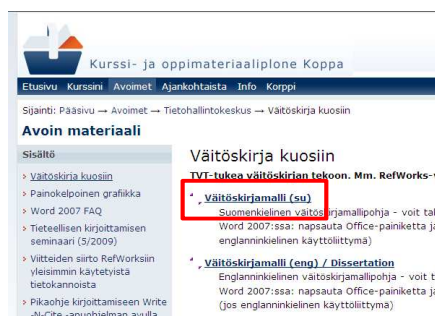 Kurssi- ja oppimateriaaliplone Koppa
Etusivu Kurssini Avoimet Ajankohtaista Info Korppi
Sijainti: Pääsivu → Avoimet → Tietohallintokeskus → Väitöskirja kuosiin
Avoin materiaali
Sisältö
Väitöskirja kuosiin
Painokelpoinen grafiikka
Word 2007 FAQ
Tieteellisen kirjoittamisen
seminaari (5/2009)
Viitteiden siirto RefWorksiin
yleisimmin käytetyistä
tietokannoista
Pikaohje kirjoittamiseen Write
-N-Cite -apuohjelman avulla
Väitöskirja kuosiin
TVT-tukea väitöskirjan tekoon. Mm. RefWorks-
Väitöskirjamalli (su)
Suomenkielinen väitöskirjamallipohja - voit
Word 2007:ssa: napsauta Office-painiketta
englanninkielinen käyttöliittymä)
Väitöskirjamalli (eng) / Dissertation
Englanninkielinen väitöskirjamallipohja - voit
Word 2007:ssa: napsauta Office-painiketta
(jos englanninkielinen käyttöliittymä)